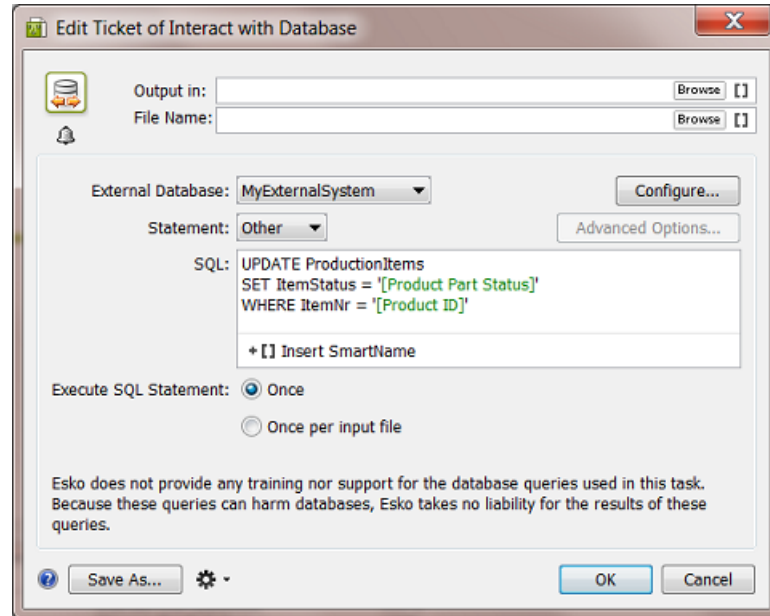 Edit Ticket of Interact with Database
Output in:
Browse []
File Name:
Browse []
External Database: MyExternalSystem
Configure...
Statement: Other
Advanced Options...
SQL: UPDATE ProductionItems
SET ItemStatus = '[Product Part Status]'
WHERE ItemNr = '[Product ID]'
+[] Insert SmartName
Execute SQL Statement: Once
Once per input file
Esko does not provide any training nor support for the database queries used in this task.
Because these queries can harm databases, Esko takes no liability for the results of these
queries.
? Save As...
OK
Cancel